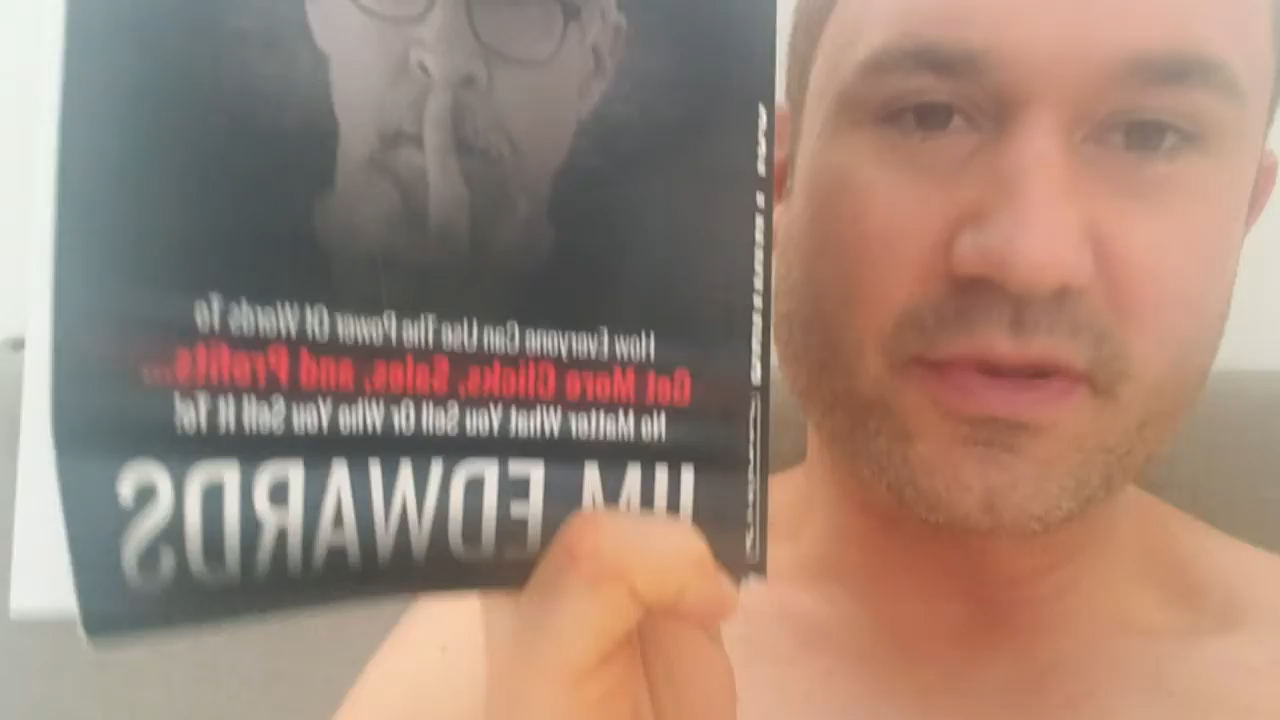 How Everyone Can Use The Power Of Words To
Get More Clicks, Sales, and Profits...
No Matter What You Sell Or Who You Sell It To!
JIM EDWARDS